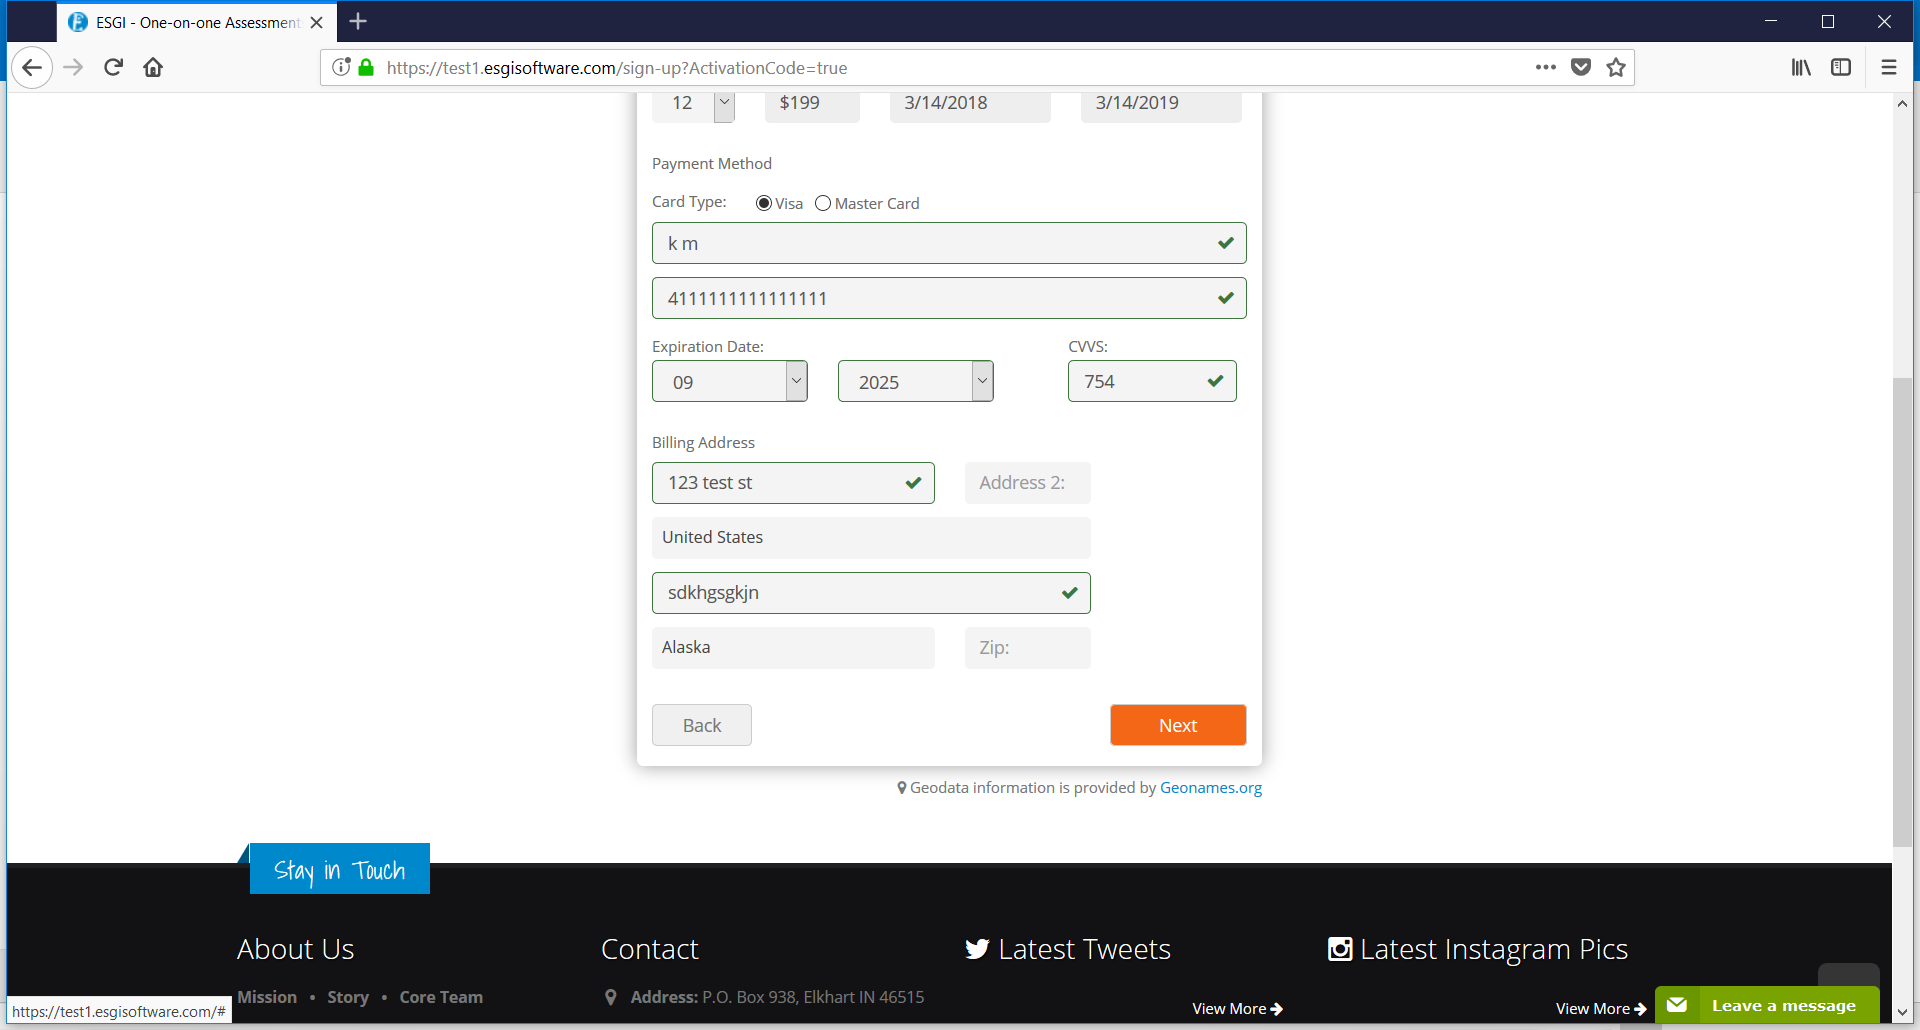 ESGI - One-on-one Assessment
https://test1.esgisoftware.com/sign-up?ActivationCode=true
12 $199 3/14/2018 3/14/2019
Payment Method
Card Type: Visa Master Card
k m
4111111111111111
Expiration Date: CVVS:
09 2025 754
Billing Address
123 test st Address 2:
United States
sdkhgsgkjn
Alaska Zip:
Back Next
Geodata information is provided by Geonames.org
Stay in Touch
About Us Contact Latest Tweets Latest Instagram Pics
Mission • Story • Core Team Address: P.O. Box 938, Elkhart IN 46515
View More View More Leave a message
https://test1.esgisoftware.com/#